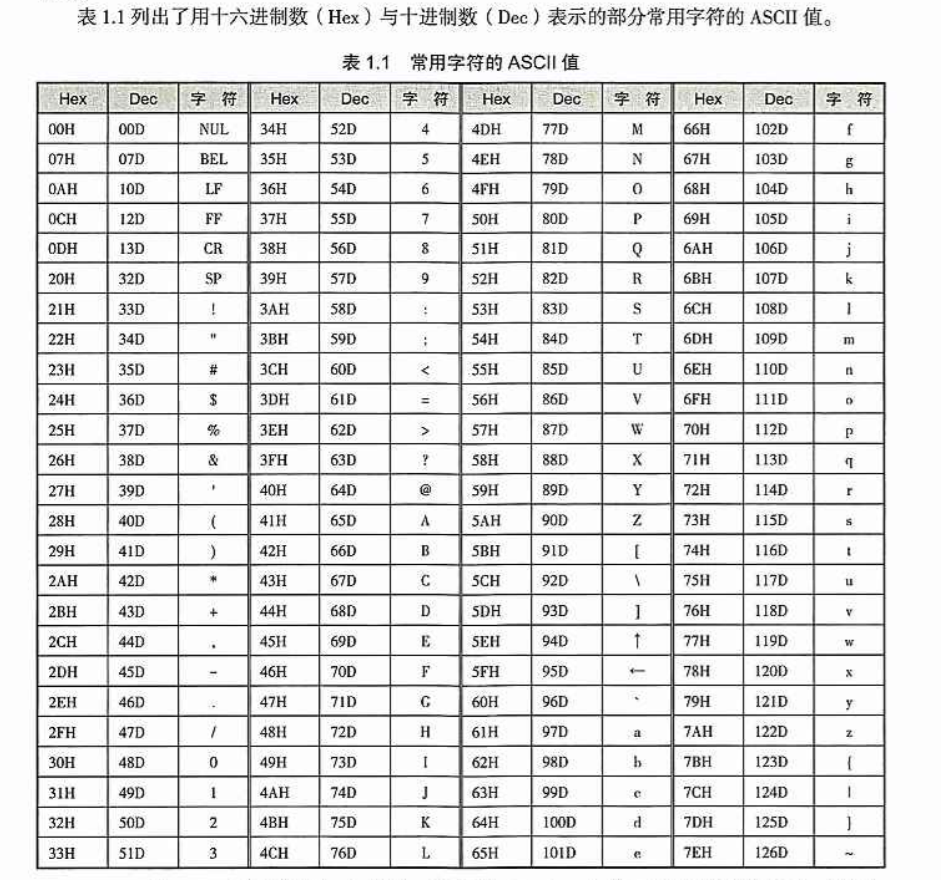 表 1.1 列出了用十六进制数（Hex）与十进制数（Dec）表示的部分常用字符的 ASCII 值。
表 1.1 常用字符的 ASCII 值
Hex Dec 字 符 Hex Dec 字 符 Hex Dec 字 符 Hex Dec 字 符
00H 00D NUL 34H 52D 4 4DH 77D M 66H 102D f
07H 07D BEL 35H 53D 5 4EH 78D N 67H 103D g
0AH 10D LF 36H 54D 6 4FH 79D O 68H 104D h
0CH 12D FF 37H 55D 7 50H 80D P 69H 105D i
0DH 13D CR 38H 56D 8 51H 81D Q 6AH 106D j
20H 32D SP 39H 57D 9 52H 82D R 6BH 107D k
21H 33D ! 3AH 58D : 53H 83D S 6CH 108D l
22H 34D " 3BH 59D ; 54H 84D T 6DH 109D m
23H 35D # 3CH 60D < 55H 85D U 6EH 110D n
24H 36D $ 3DH 61D = 56H 86D V 6FH 111D o
25H 37D % 3EH 62D > 57H 87D W 70H 112D p
26H 38D & 3FH 63D ? 58H 88D X 71H 113D q
27H 39D ' 40H 64D @ 59H 89D Y 72H 114D r
28H 40D ( 41H 65D A 5AH 90D Z 73H 115D s
29H 41D ) 42H 66D B 5BH 91D [ 74H 116D t
2AH 42D * 43H 67D C 5CH 92D \ 75H 117D u
2BH 43D + 44H 68D D 5DH 93D ] 76H 118D v
2CH 44D , 45H 69D E 5EH 94D ↑ 77H 119D w
2DH 45D - 46H 70D F 5FH 95D ← 78H 120D x
2EH 46D . 47H 71D G 60H 96D ` 79H 121D y
2FH 47D / 48H 72D H 61H 97D a 7AH 122D z
30H 48D 0 49H 73D I 62H 98D b 7BH 123D {
31H 49D 1 4AH 74D J 63H 99D c 7CH 124D |
32H 50D 2 4BH 75D K 64H 100D d 7DH 125D }
33H 51D 3 4CH 76D L 65H 101D e 7EH 126D ~